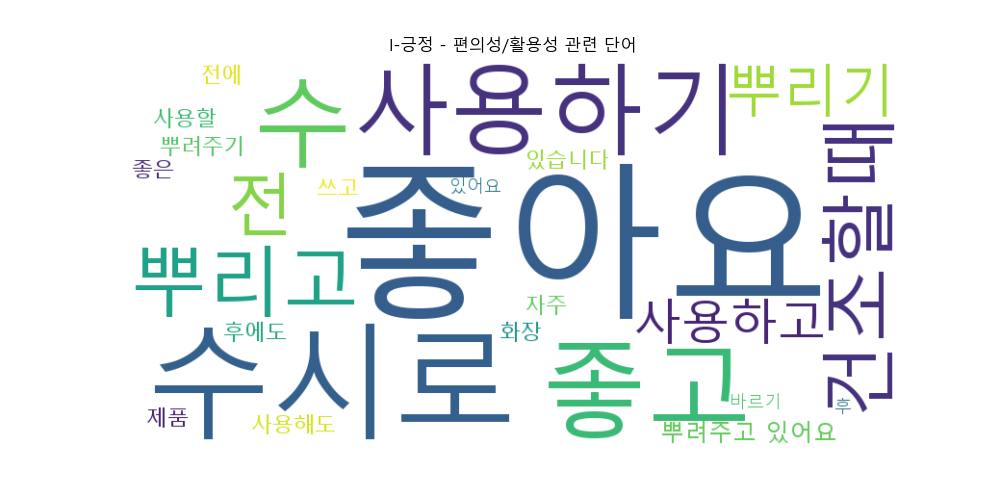 I-긍정 - 편의성/활용성 관련 단어
전에
수
사용하기
뿌리기
사용할
뿌려주기
좋은
있습니다
건조할때
전
쓰고
있어요
좋아요
뿌리고
자주
사용하고
후에도
화장
수시로
좋고
바르기
후
제품
사용해도
뿌려주고 있어요